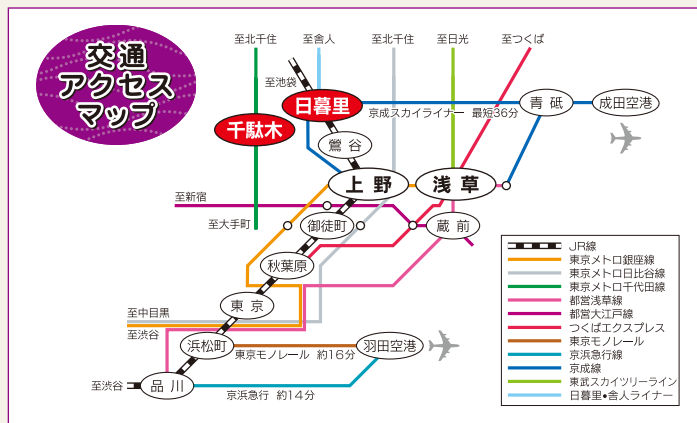 交通
アクセス
マップ
至北千住
至舎人
至北千住
至日光
至つくば
至池袋
日暮里
京成スカイライナー 最短36分
青砥
成田空港
千駄木
鶯谷
上野
浅草
至新宿
至大手町
御徒町
蔵前
秋葉原
東京
至中目黒
至渋谷
浜松町
東京モノレール 約16分
羽田空港
至渋谷
品川
京浜急行 約14分
JR線
東京メトロ銀座線
東京メトロ日比谷線
東京メトロ千代田線
都営浅草線
都営大江戸線
つくばエクスプレス
東京モノレール
京浜急行線
京成線
東武スカイツリーライン
日暮里•舎人ライナー